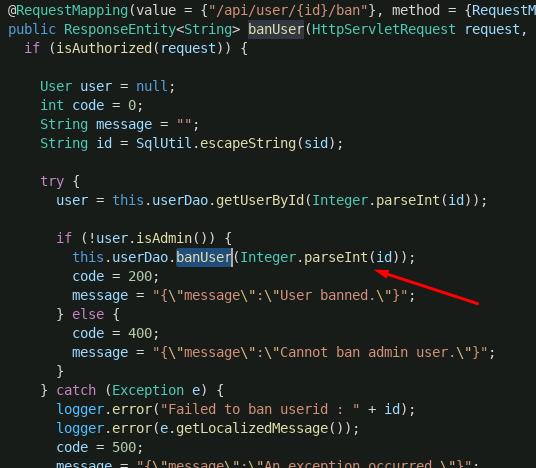 @RequestMapping(value = {"/api/user/{id}/ban"}, method = {RequestM
public ResponseEntity<String> banUser(HttpServletRequest request,
if (isAuthorized(request)) {
User user = null;
int code = 0;
String message = "";
String id = SqlUtil.escapeString(sid);
try {
user = this.userDao.getUserById(Integer.parseInt(id));
if (!user.isAdmin()) {
this.userDao.banUser(Integer.parseInt(id));
code = 200;
message = "{\"message\":\"User banned.\"}";
} else {
code = 400;
message = "{\"message\":\"Cannot ban admin user.\"}";
}
} catch (Exception e) {
logger.error("Failed to ban userid : " + id);
logger.error(e.getLocalizedMessage());
code = 500;
message = "{\"message\":\"An exception occurred.\"}";